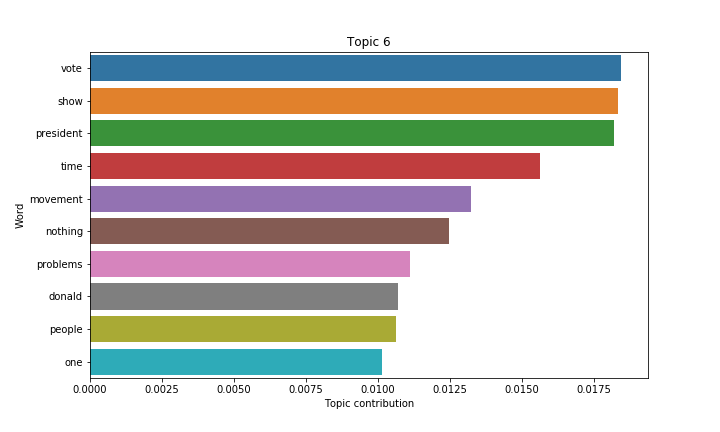 Topic 6
Word
vote
show
president
time
movement
nothing
problems
donald
people
one
0.0000 0.0025 0.0050 0.0075 0.0100 0.0125 0.0150 0.0175
Topic contribution